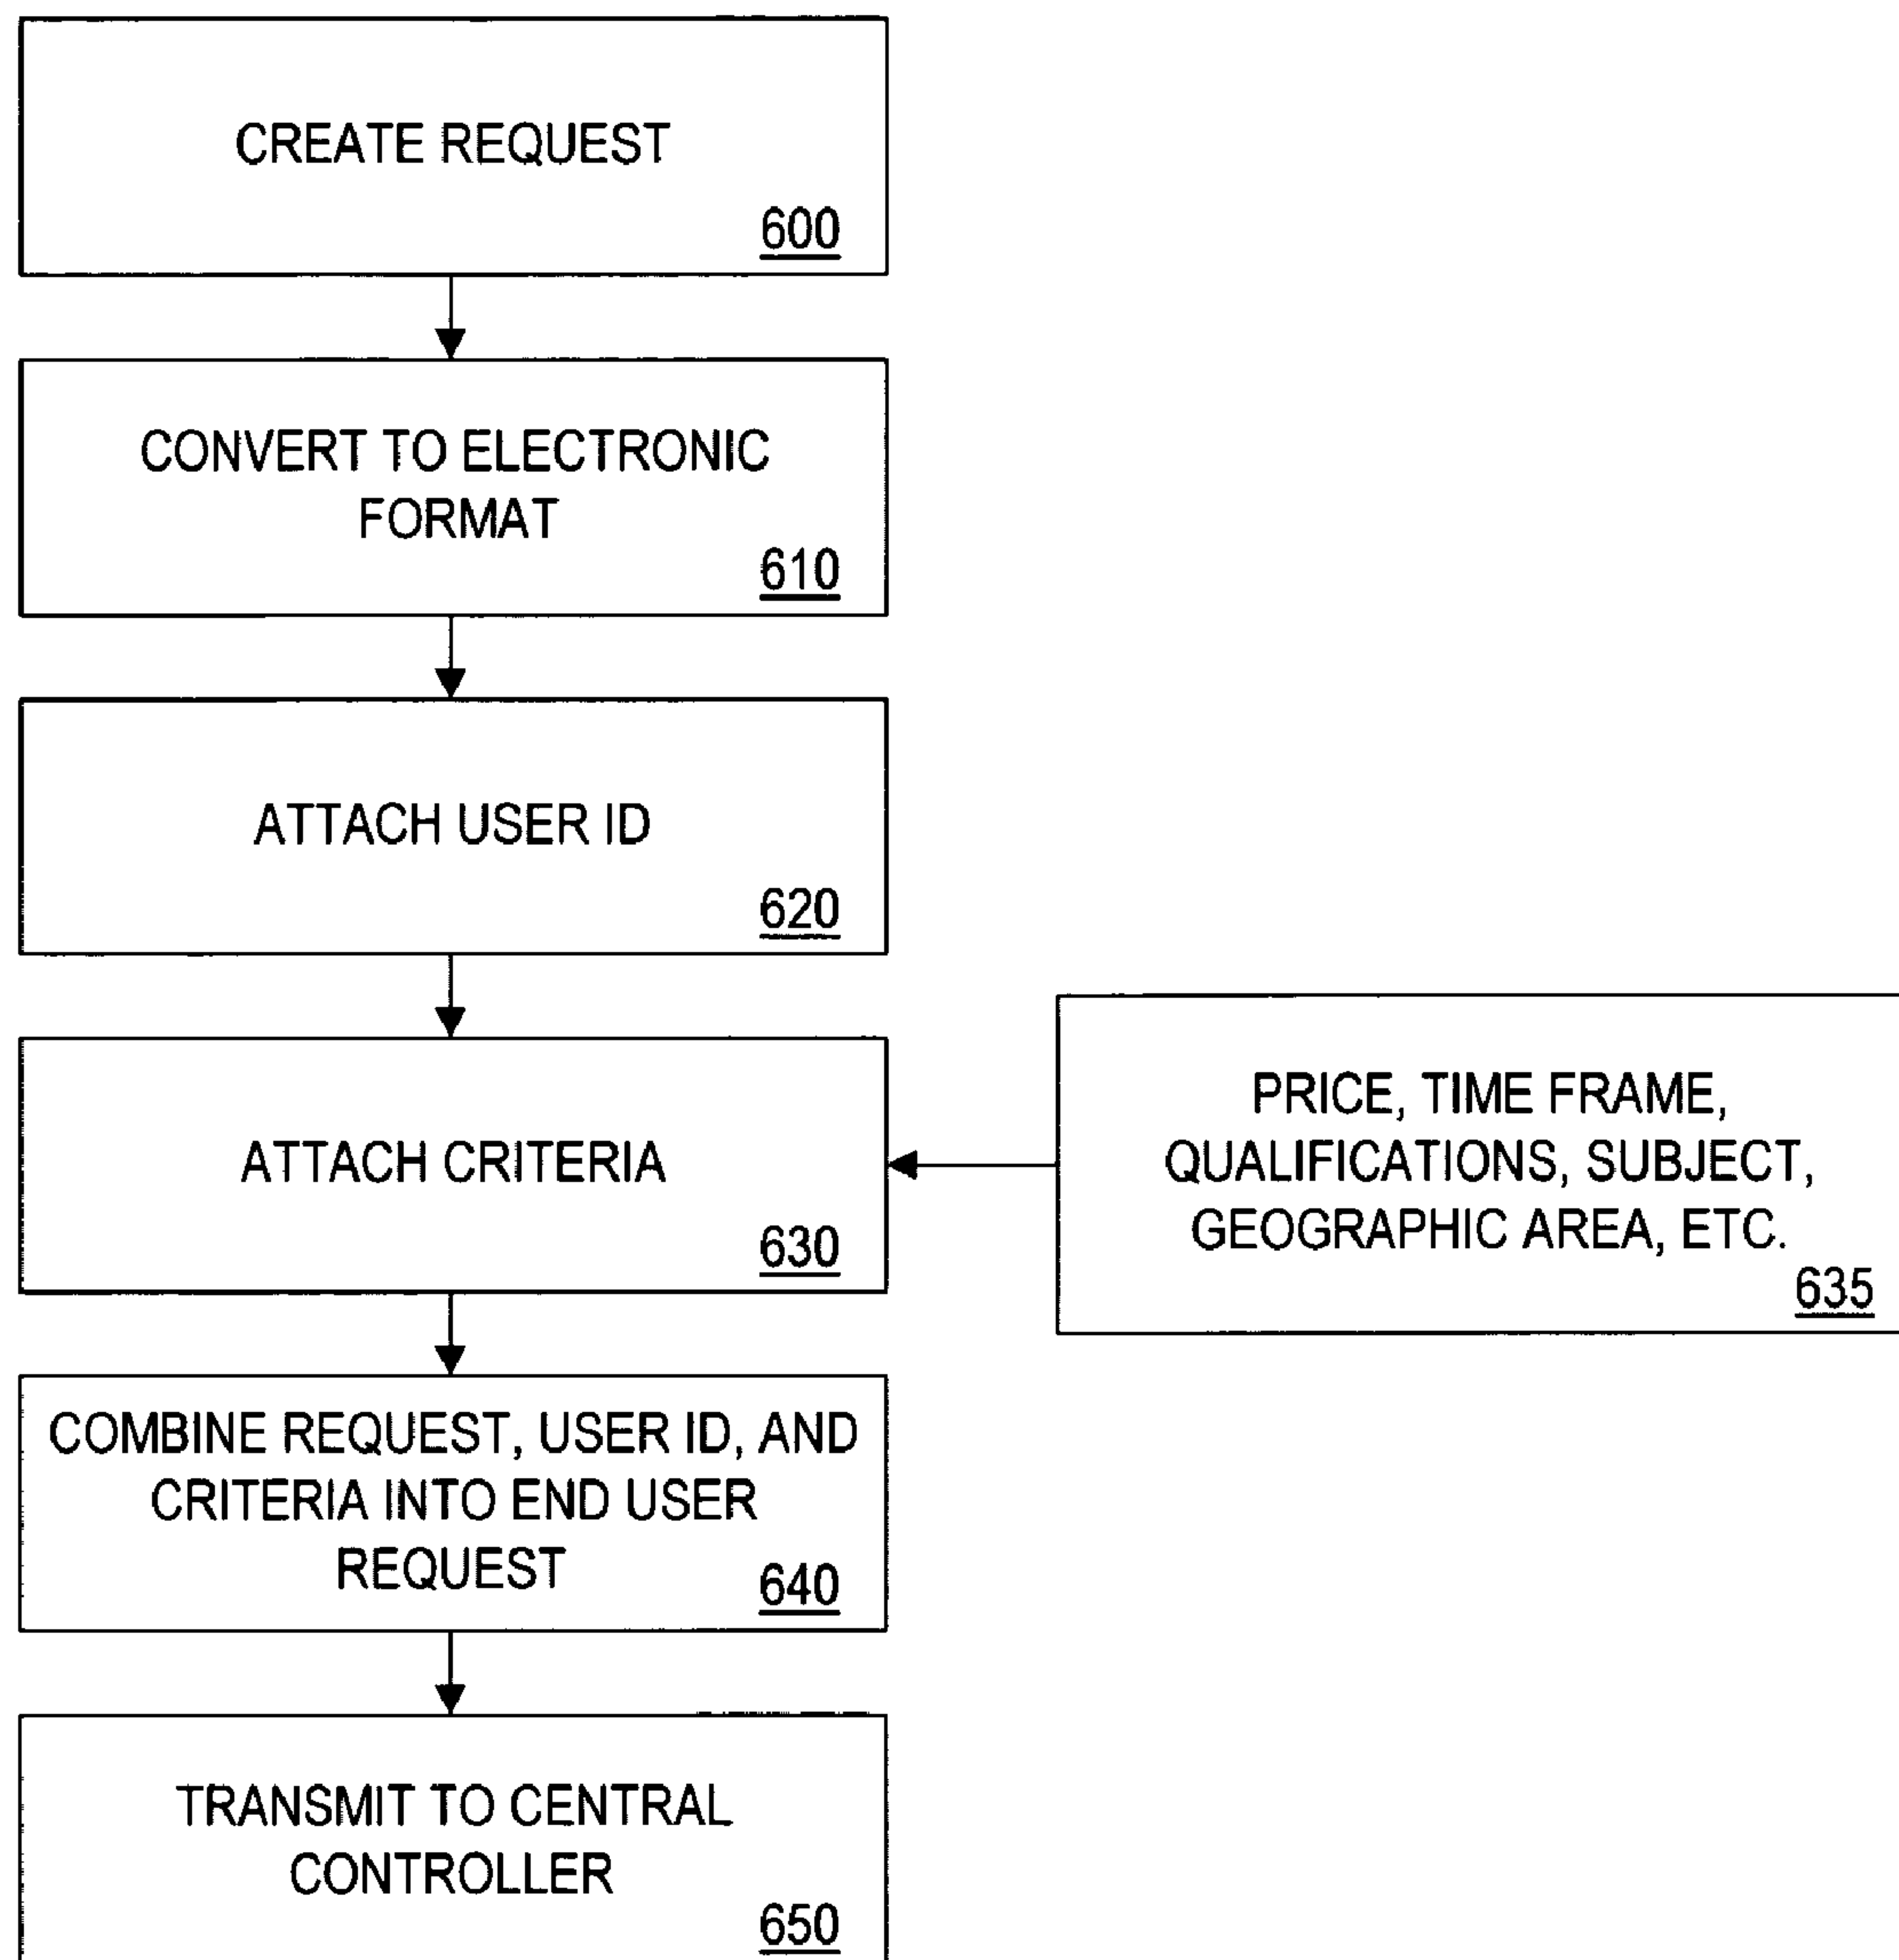 CREATE REQUEST
600
CONVERT TO ELECTRONIC
FORMAT
610
ATTACH USER ID
620
ATTACH CRITERIA
630
PRICE, TIME FRAME,
QUALIFICATIONS, SUBJECT,
GEOGRAPHIC AREA, ETC.
635
COMBINE REQUEST, USER ID, AND
CRITERIA INTO END USER
REQUEST
640
TRANSMIT TO CENTRAL
CONTROLLER
650